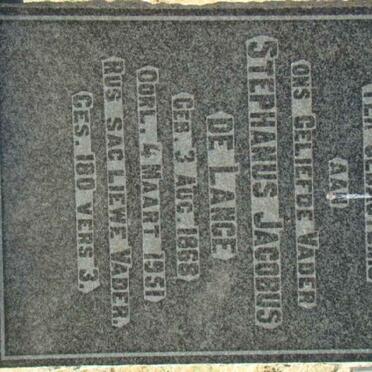 ONS GELIEFDE VADER
STEPHANUS JACOBUS
DE LANGE
GEB. 3 AUG. 1868
OORL. 4 MAART 1951
RUS SAG LIEWE VADER.
GES. 180 VERS 3.